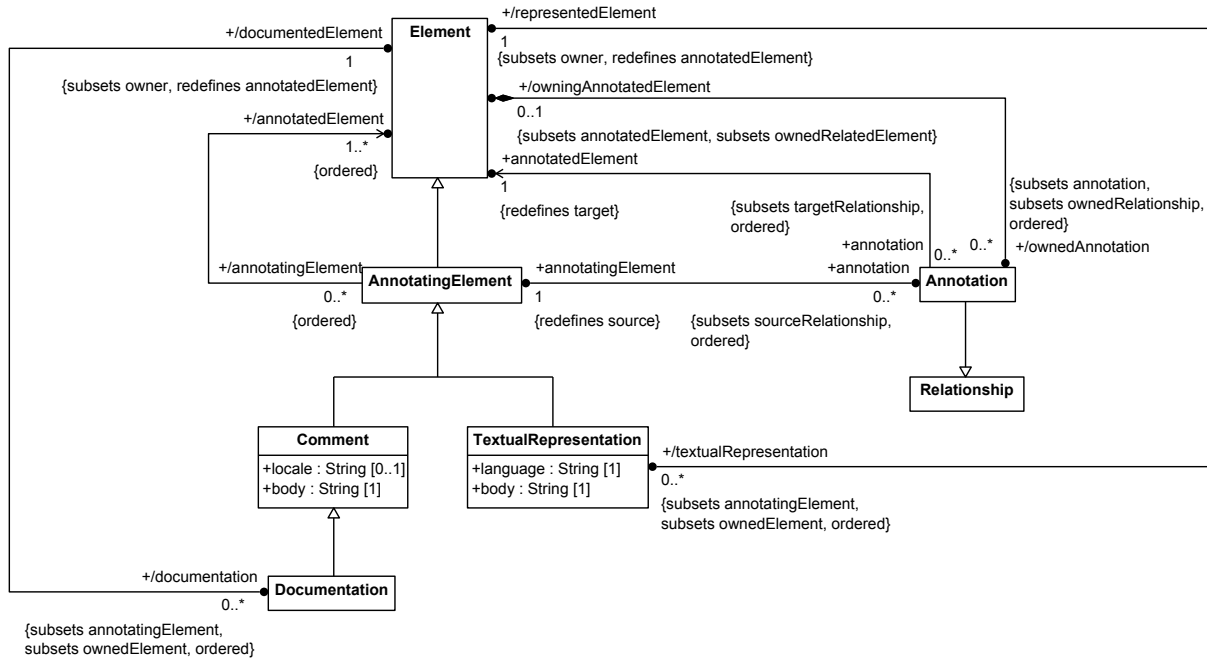 +/representedElement
Element
+/documentedElement
1
1
{subsets owner, redefines annotatedElement}
{subsets owner, redefines annotatedElement}
+/owningAnnotatedElement
0..1
+/annotatedElement
{subsets annotatedElement, subsets ownedRelatedElement}
1..*
+annotatedElement
{ordered}
1
{subsets annotation,
subsets ownedRelationship,
ordered}
{redefines target}
{subsets targetRelationship,
ordered}
+annotation
0..*
0..*
+/ownedAnnotation
+/annotatingElement
AnnotatingElement
+annotatingElement
+annotation
Annotation
0..*
1
0..*
{ordered}
{redefines source}
{subsets sourceRelationship,
ordered}
Relationship
Comment
+locale : String [0..1]
+body : String [1]
TextualRepresentation
+language : String [1]
+body : String [1]
+/textualRepresentation
0..*
{subsets annotatingElement,
subsets ownedElement, ordered}
+/documentation
Documentation
0..*
{subsets annotatingElement,
subsets ownedElement, ordered}